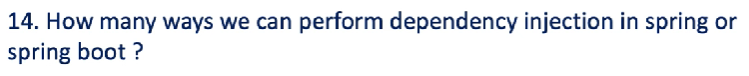 14. How many ways we can perform dependency injection in spring or
spring boot ?